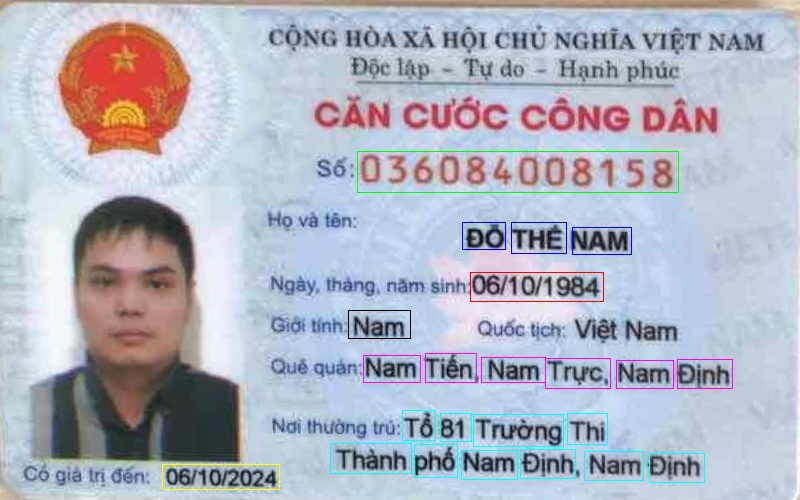 CỘNG HÒA XÃ HỘI CHỦ NGHĨA VIỆT NAM
Độc lập - Tự do - Hạnh phúc
CĂN CƯỚC CÔNG DÂN
Số: 036084008158
Họ và tên:
ĐỖ THẾ NAM
Ngày, tháng, năm sinh: 06/10/1984
Giới tính: Nam Quốc tịch: Việt Nam
Quê quán: Nam Tiến, Nam Trực, Nam Định
Nơi thường trú: Tổ 81 Trường Thi
Thành phố Nam Định, Nam Định
Có giá trị đến: 06/10/2024